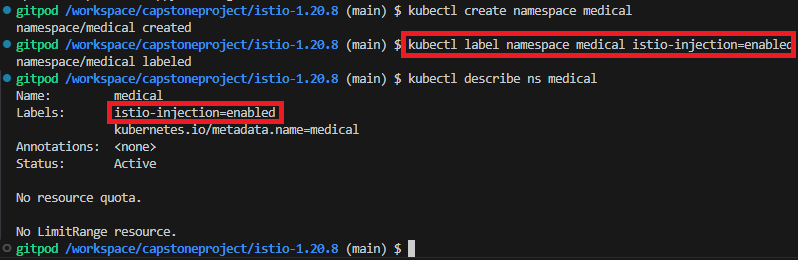 gitpod /workspace/capstoneproject/istio-1.20.8 (main) $ kubectl create namespace medical
namespace/medical created
gitpod /workspace/capstoneproject/istio-1.20.8 (main) $ kubectl label namespace medical istio-injection=enabled
namespace/medical labeled
gitpod /workspace/capstoneproject/istio-1.20.8 (main) $ kubectl describe ns medical
Name:         medical
Labels:       istio-injection=enabled
              kubernetes.io/metadata.name=medical
Annotations:  <none>
Status:       Active
No resource quota.
No LimitRange resource.
gitpod /workspace/capstoneproject/istio-1.20.8 (main) $